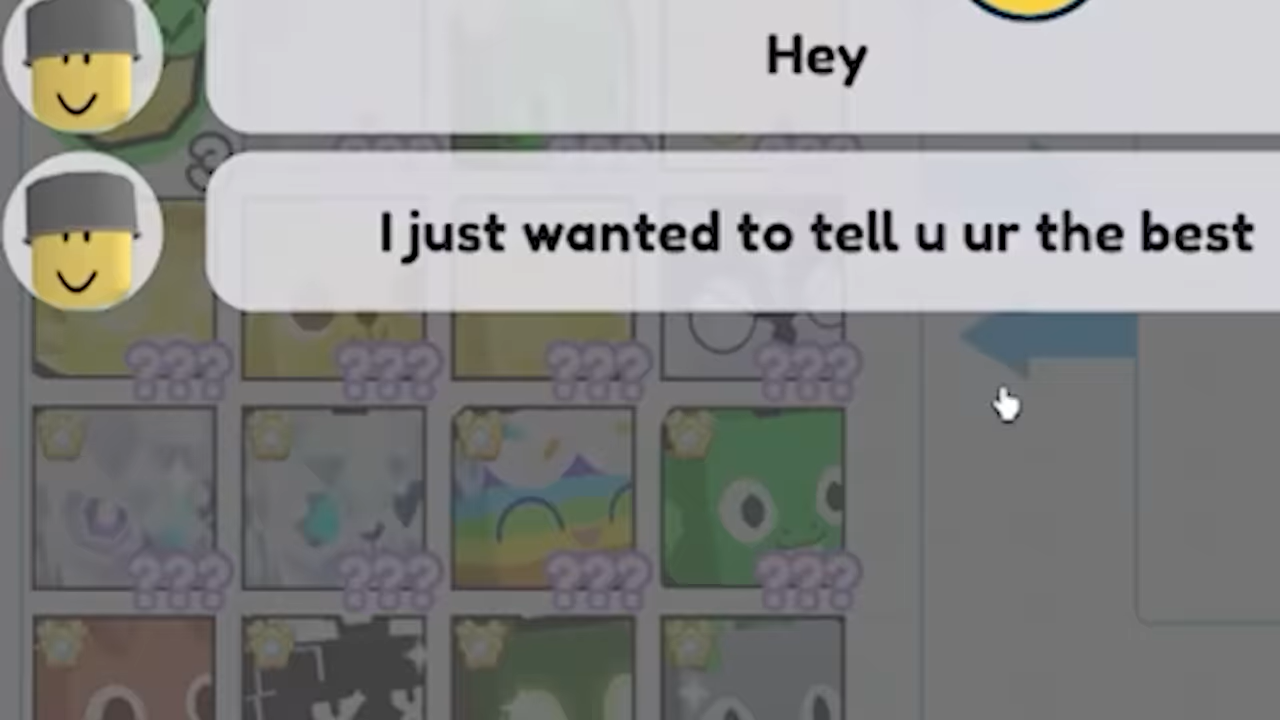 Hey
I just wanted to tell u ur the best
???
??? ??? ??? ???
??? ??? ??? ???